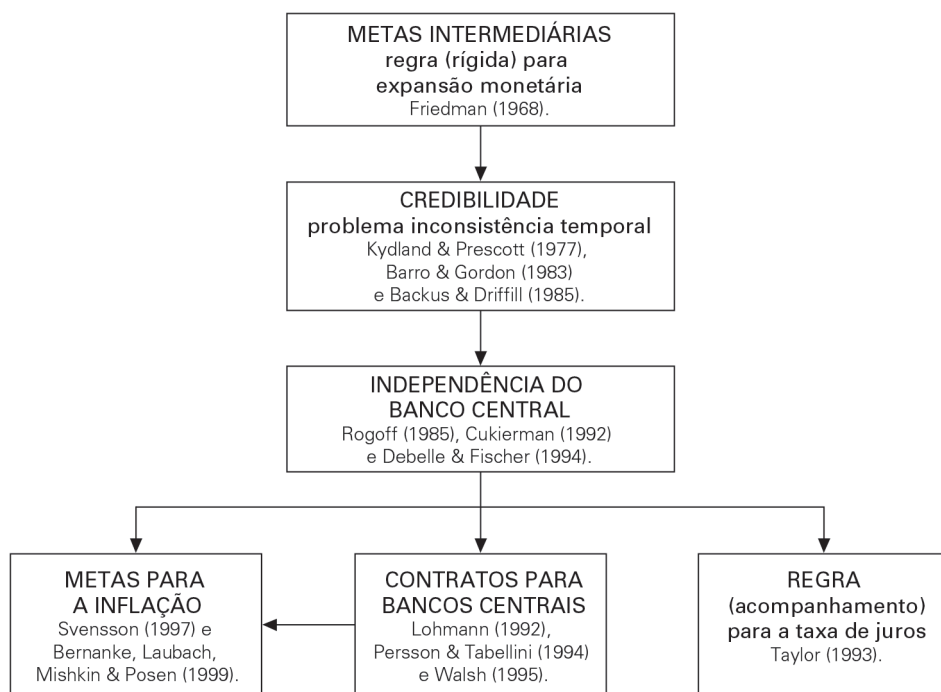 METAS INTERMEDIÁRIAS
regra (rígida) para
expansão monetária
Friedman (1968).
CREDIBILIDADE
problema inconsistência temporal
Kydland & Prescott (1977),
Barro & Gordon (1983)
e Backus & Driffill (1985).
INDEPENDÊNCIA DO
BANCO CENTRAL
Rogoff (1985), Cukierman (1992)
e Debelle & Fischer (1994).
METAS PARA
A INFLAÇÃO
Svensson (1997) e
Bernanke, Laubach,
Mishkin & Posen (1999).
CONTRATOS PARA
BANCOS CENTRAIS
Lohmann (1992),
Persson & Tabellini (1994)
e Walsh (1995).
REGRA
(acompanhamento)
para a taxa de juros
Taylor (1993).